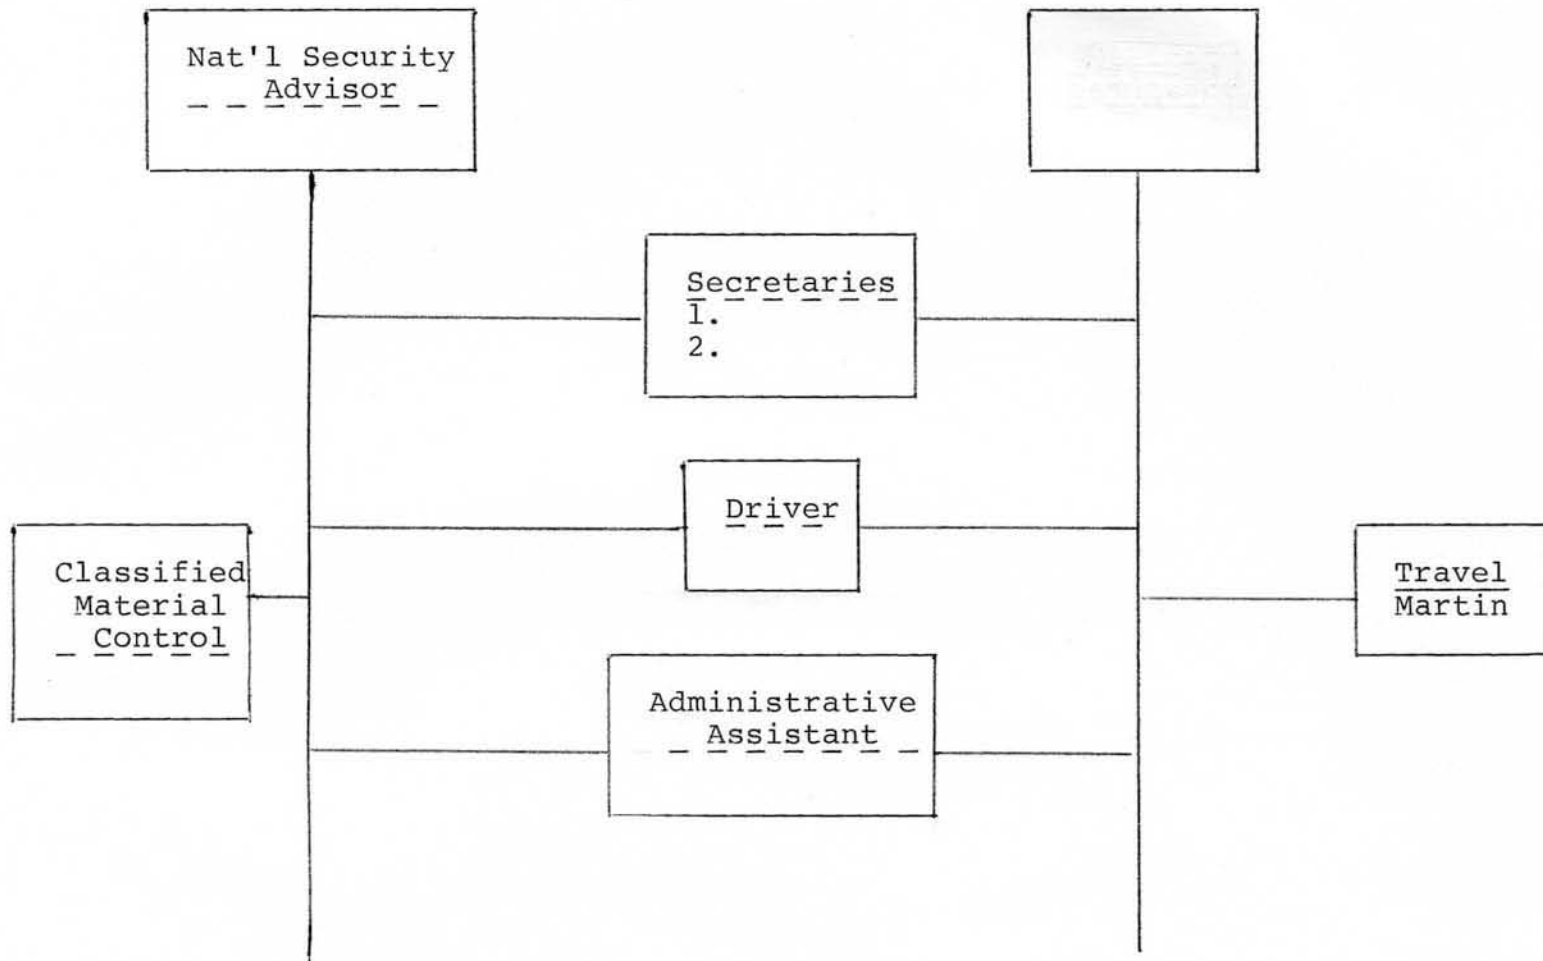 Nat'l Security
Advisor
Secretaries
1.
2.
Driver
Classified
Material
Control
Travel
Martin
Administrative
Assistant